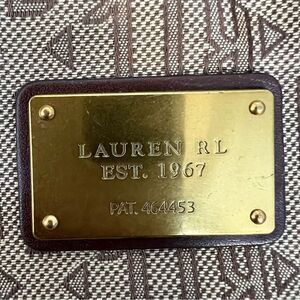 LAUREN RL
EST. 1967
PAT. 464453